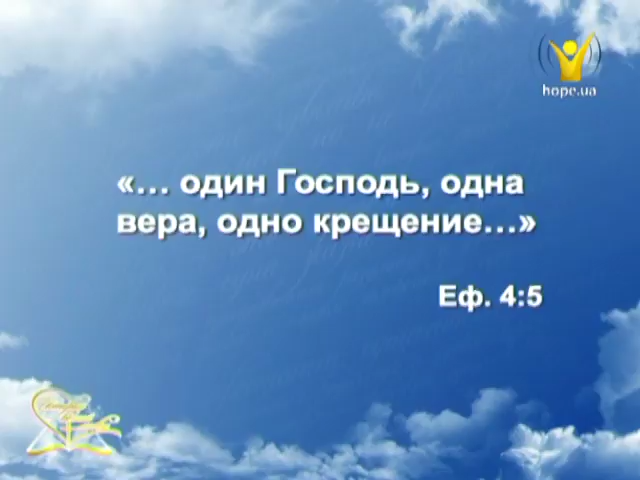 hope.ua
«… один Господь, одна
вера, одно крещение…»
Еф. 4:5